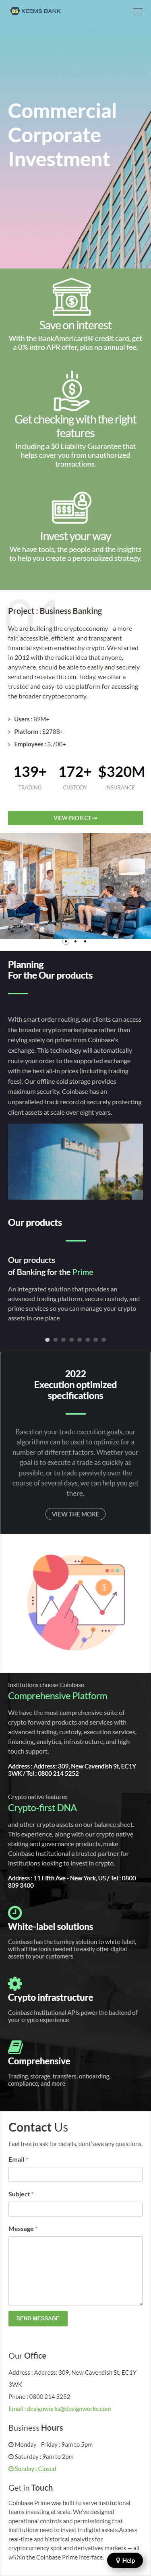 KEEMS BANK
Commercial
Corporate
Investment
Save on interest
With the BankAmericard® credit card, get
a 0% intro APR offer, plus no annual fee.
Get checking with the right
features
Including a $0 Liability Guarantee that
helps cover you from unauthorized
transactions.
Invest your way
We have tools, the people and the insights
to help you create a personalized strategy.
01
Project : Business Banking
We are building the cryptoeconomy - a more
fair, accessible, efficient, and transparent
financial system enabled by crypto. We started
in 2012 with the radical idea that anyone,
anywhere, should be able to easily and securely
send and receive Bitcoin. Today, we offer a
trusted and easy-to-use platform for accessing
the broader cryptoeconomy.
Users : 89M+
Platform : $278B+
Employees : 3,700+
139+ 172+ $320M
TRADING CUSTODY INSURANCE
VIEW PROJECT
Planning
For the Our products
With smart order routing, our clients can access
the broader crypto marketplace rather than
relying solely on prices from Coinbase's
exchange. This technology will automatically
route your order to the supported exchange
with the best all-in prices (including trading
fees). Our offline cold storage also provides
maximum security. Coinbase has an
unparalleled track record of securely protecting
client assets at scale over eight years.
Our products
Our products
of Banking for the Prime
An integrated solution that provides an
advanced trading platform, secure custody, and
prime services so you can manage your crypto
assets in one place
2022
Execution optimized
specifications
Based on your trade execution goals, our
algorithms can be used to optimize for a
number of different factors. Whether your
goal is to execute a trade as quickly as
possible, or to trade passively over the
course of several days, we can help you get
there.
VIEW THE MORE
Institutions choose Coinbase
Comprehensive Platform
We have the most comprehensive suite of
crypto forward products and services with
advanced trading, custody, execution services,
financing, analytics, infrastructure, and high
touch support.
Address : Address: 309, New Cavendish St, EC1Y
3WK / Tel : 0800 214 5252
Crypto native features
Crypto-first DNA
and other crypto assets on our balance sheet.
This experience, along with our crypto native
staking and governance products, make
Coinbase Institutional a trusted partner for
institutions looking to invest in crypto.
Address : 11 Fifth Ave - New York, US / Tel : 0800
809 3400
White-label solutions
Coinbase has the turnkey solution to white-label,
with all the tools needed to easily offer digital
assets to your customers
Crypto infrastructure
Coinbase Institutional APIs power the backend of
your crypto experience
Comprehensive
Trading, storage, transfers, onboarding,
compliance, and more
Contact Us
Feel free to ask for details, dont'save any questions.
Email *
Subject *
Message *
SEND MESSAGE
Our Office
Address : Address: 309, New Cavendish St, EC1Y
3WK
Phone : 0800 214 5252
Email : designworks@designworks.com
Business Hours
Monday - Friday : 9am to 5pm
Saturday : 9am to 2pm
Sunday : Closed
Get in Touch
Coinbase Prime was built to serve institutional
teams investing at scale. We've designed
operational controls and permissioning that
institutions need to invest in digital assets.Access
real-time and historical analytics for
cryptocurrency spot and derivatives markets — all
within the Coinbase Prime interface.
Help